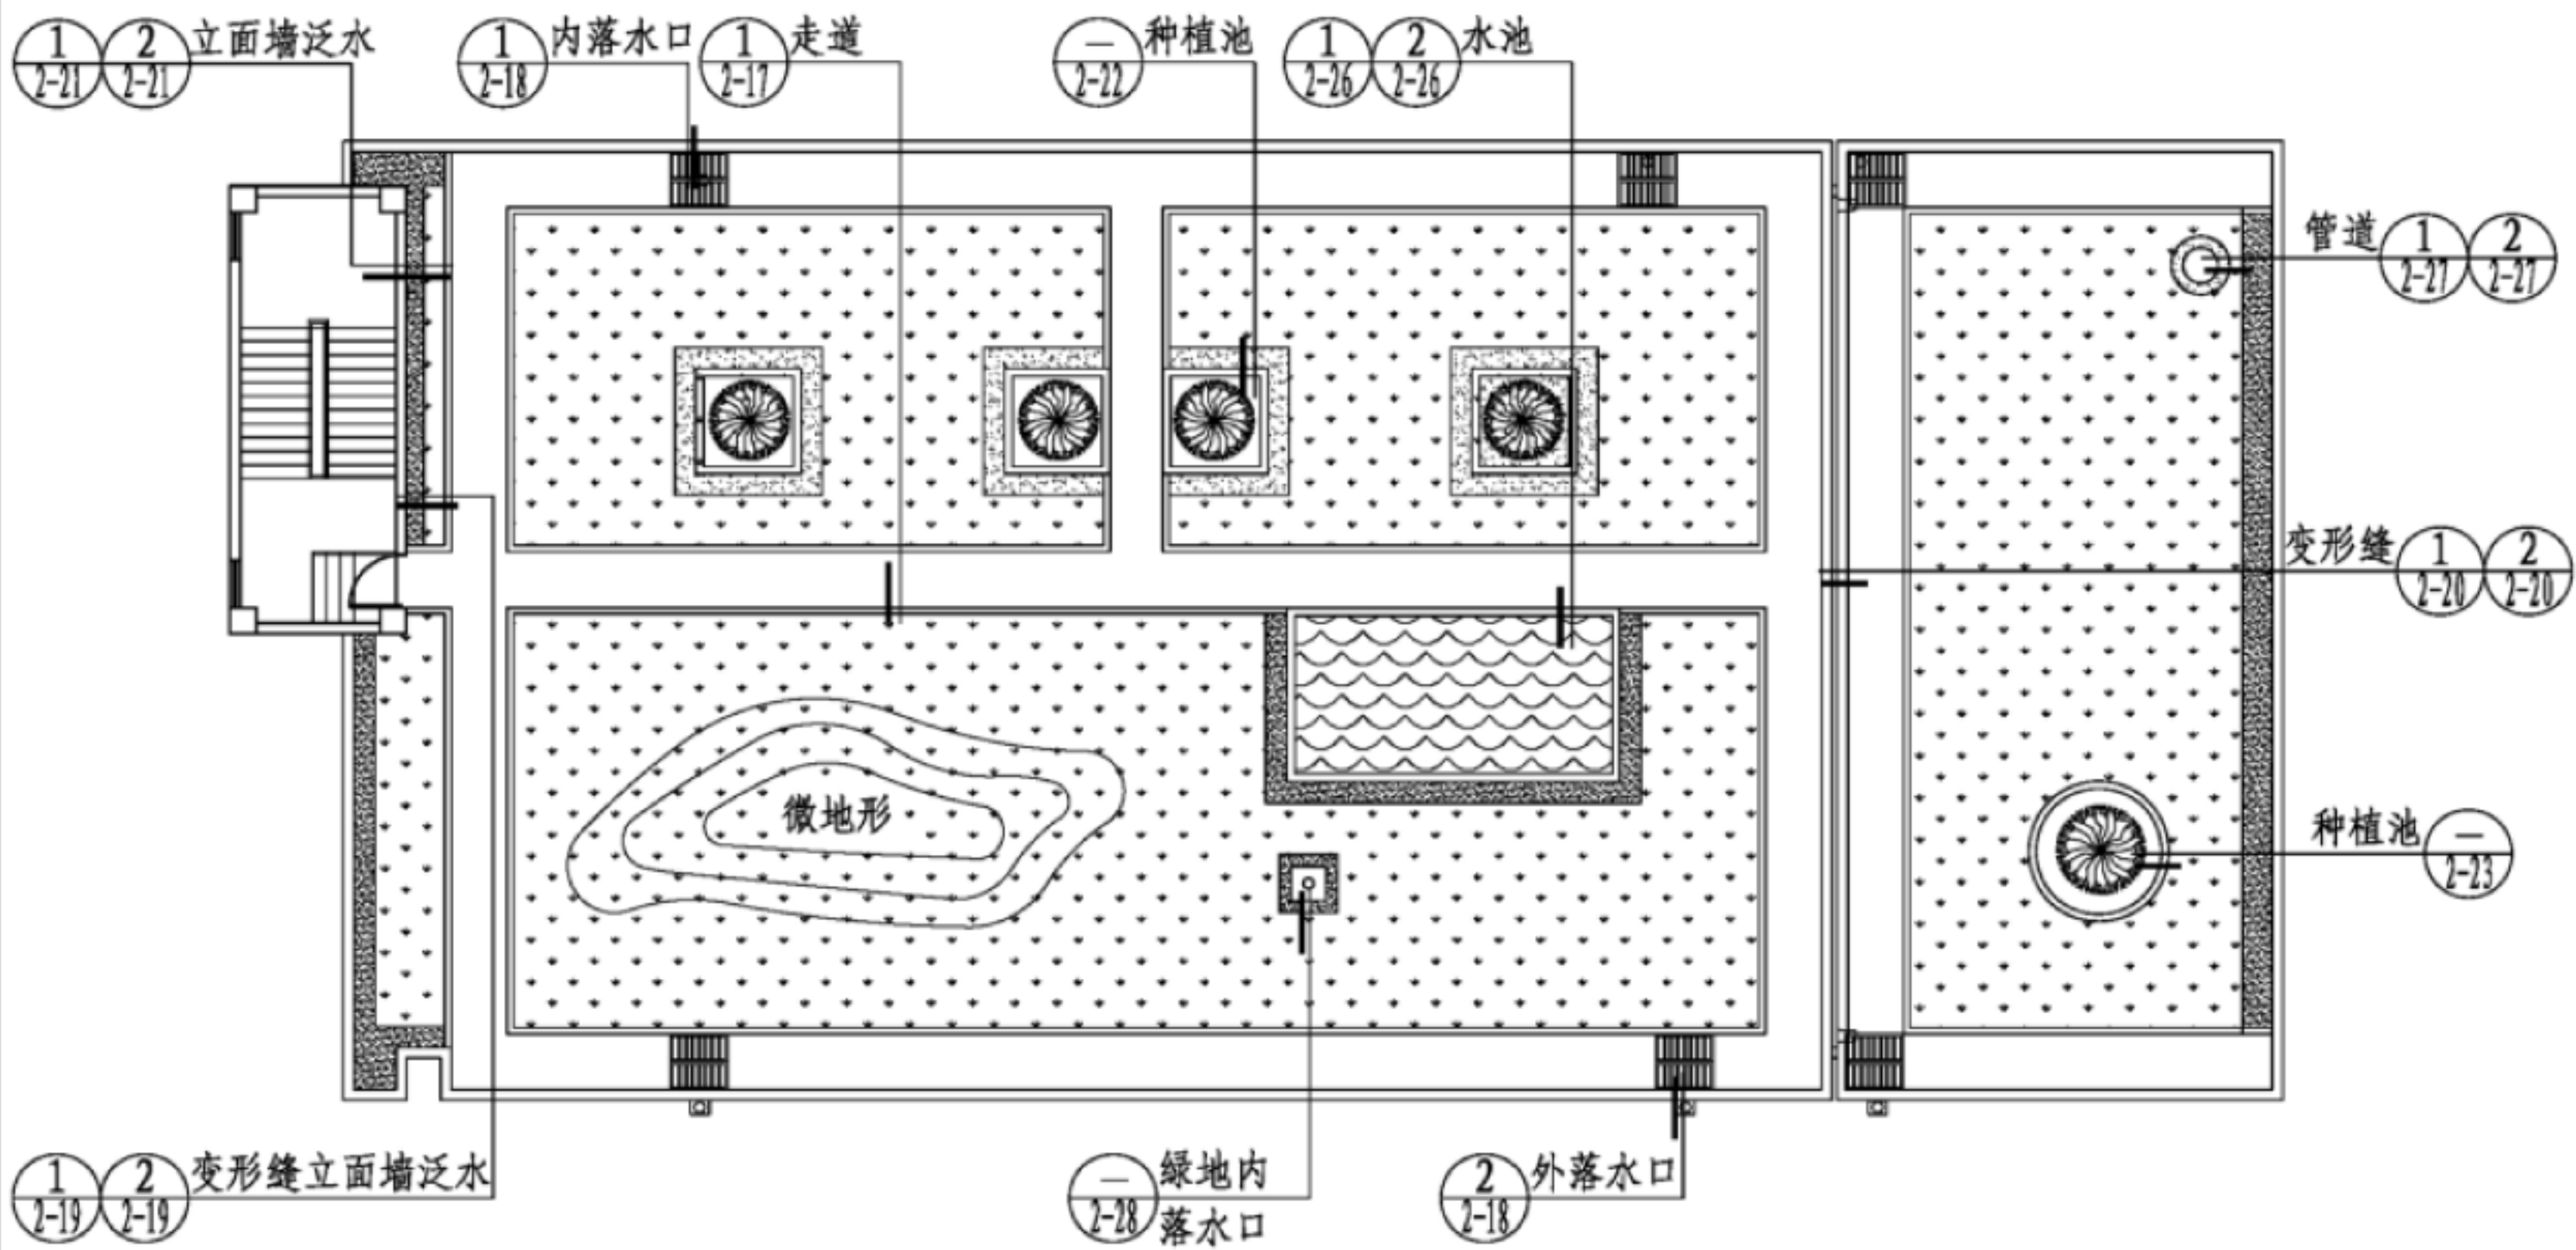 1 2 立面墙泛水
2-21 2-21
1 内落水口
2-18
1 走道
2-17
— 种植池
2-22
1 2 水池
2-26 2-26
管道 1 2
2-27 2-27
变形缝 1 2
2-20 2-20
微地形
种植池 —
2-23
1 2 变形缝立面墙泛水
2-19 2-19
— 绿地内
2-28 落水口
2 外落水口
2-18